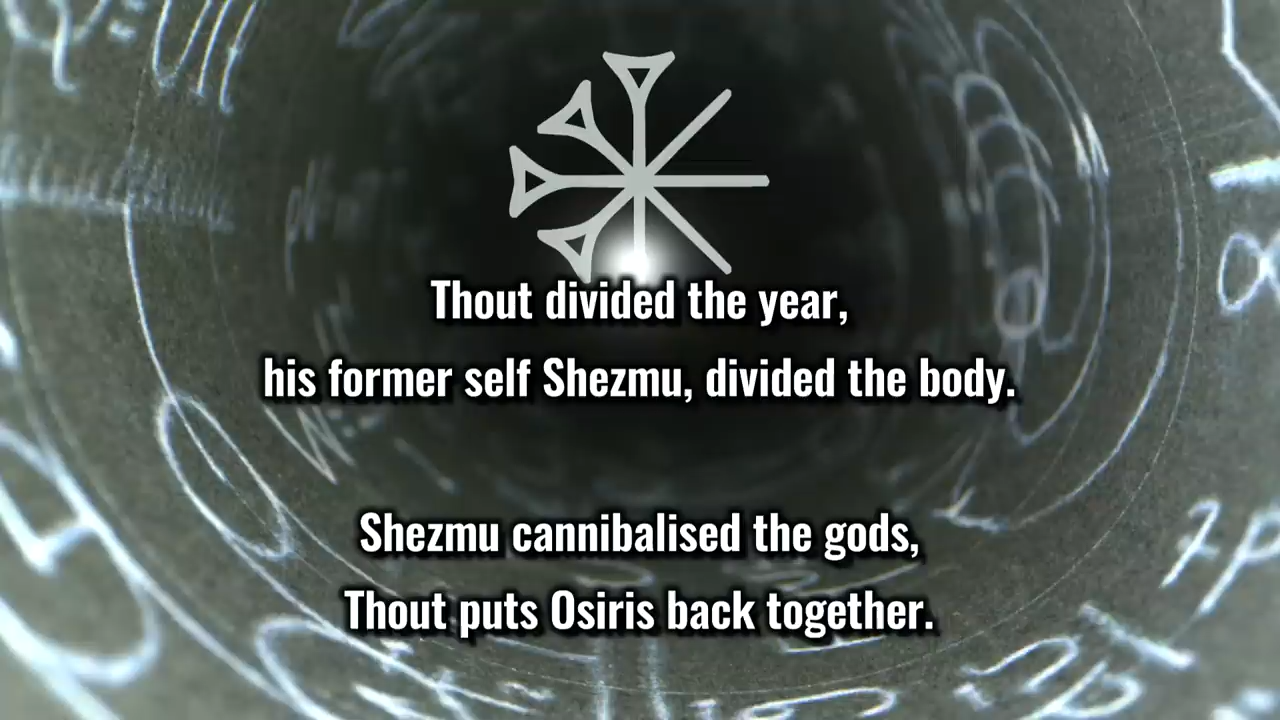 Thout divided the year,
his former self Shezmu, divided the body.
Shezmu cannibalised the gods,
Thout puts Osiris back together.